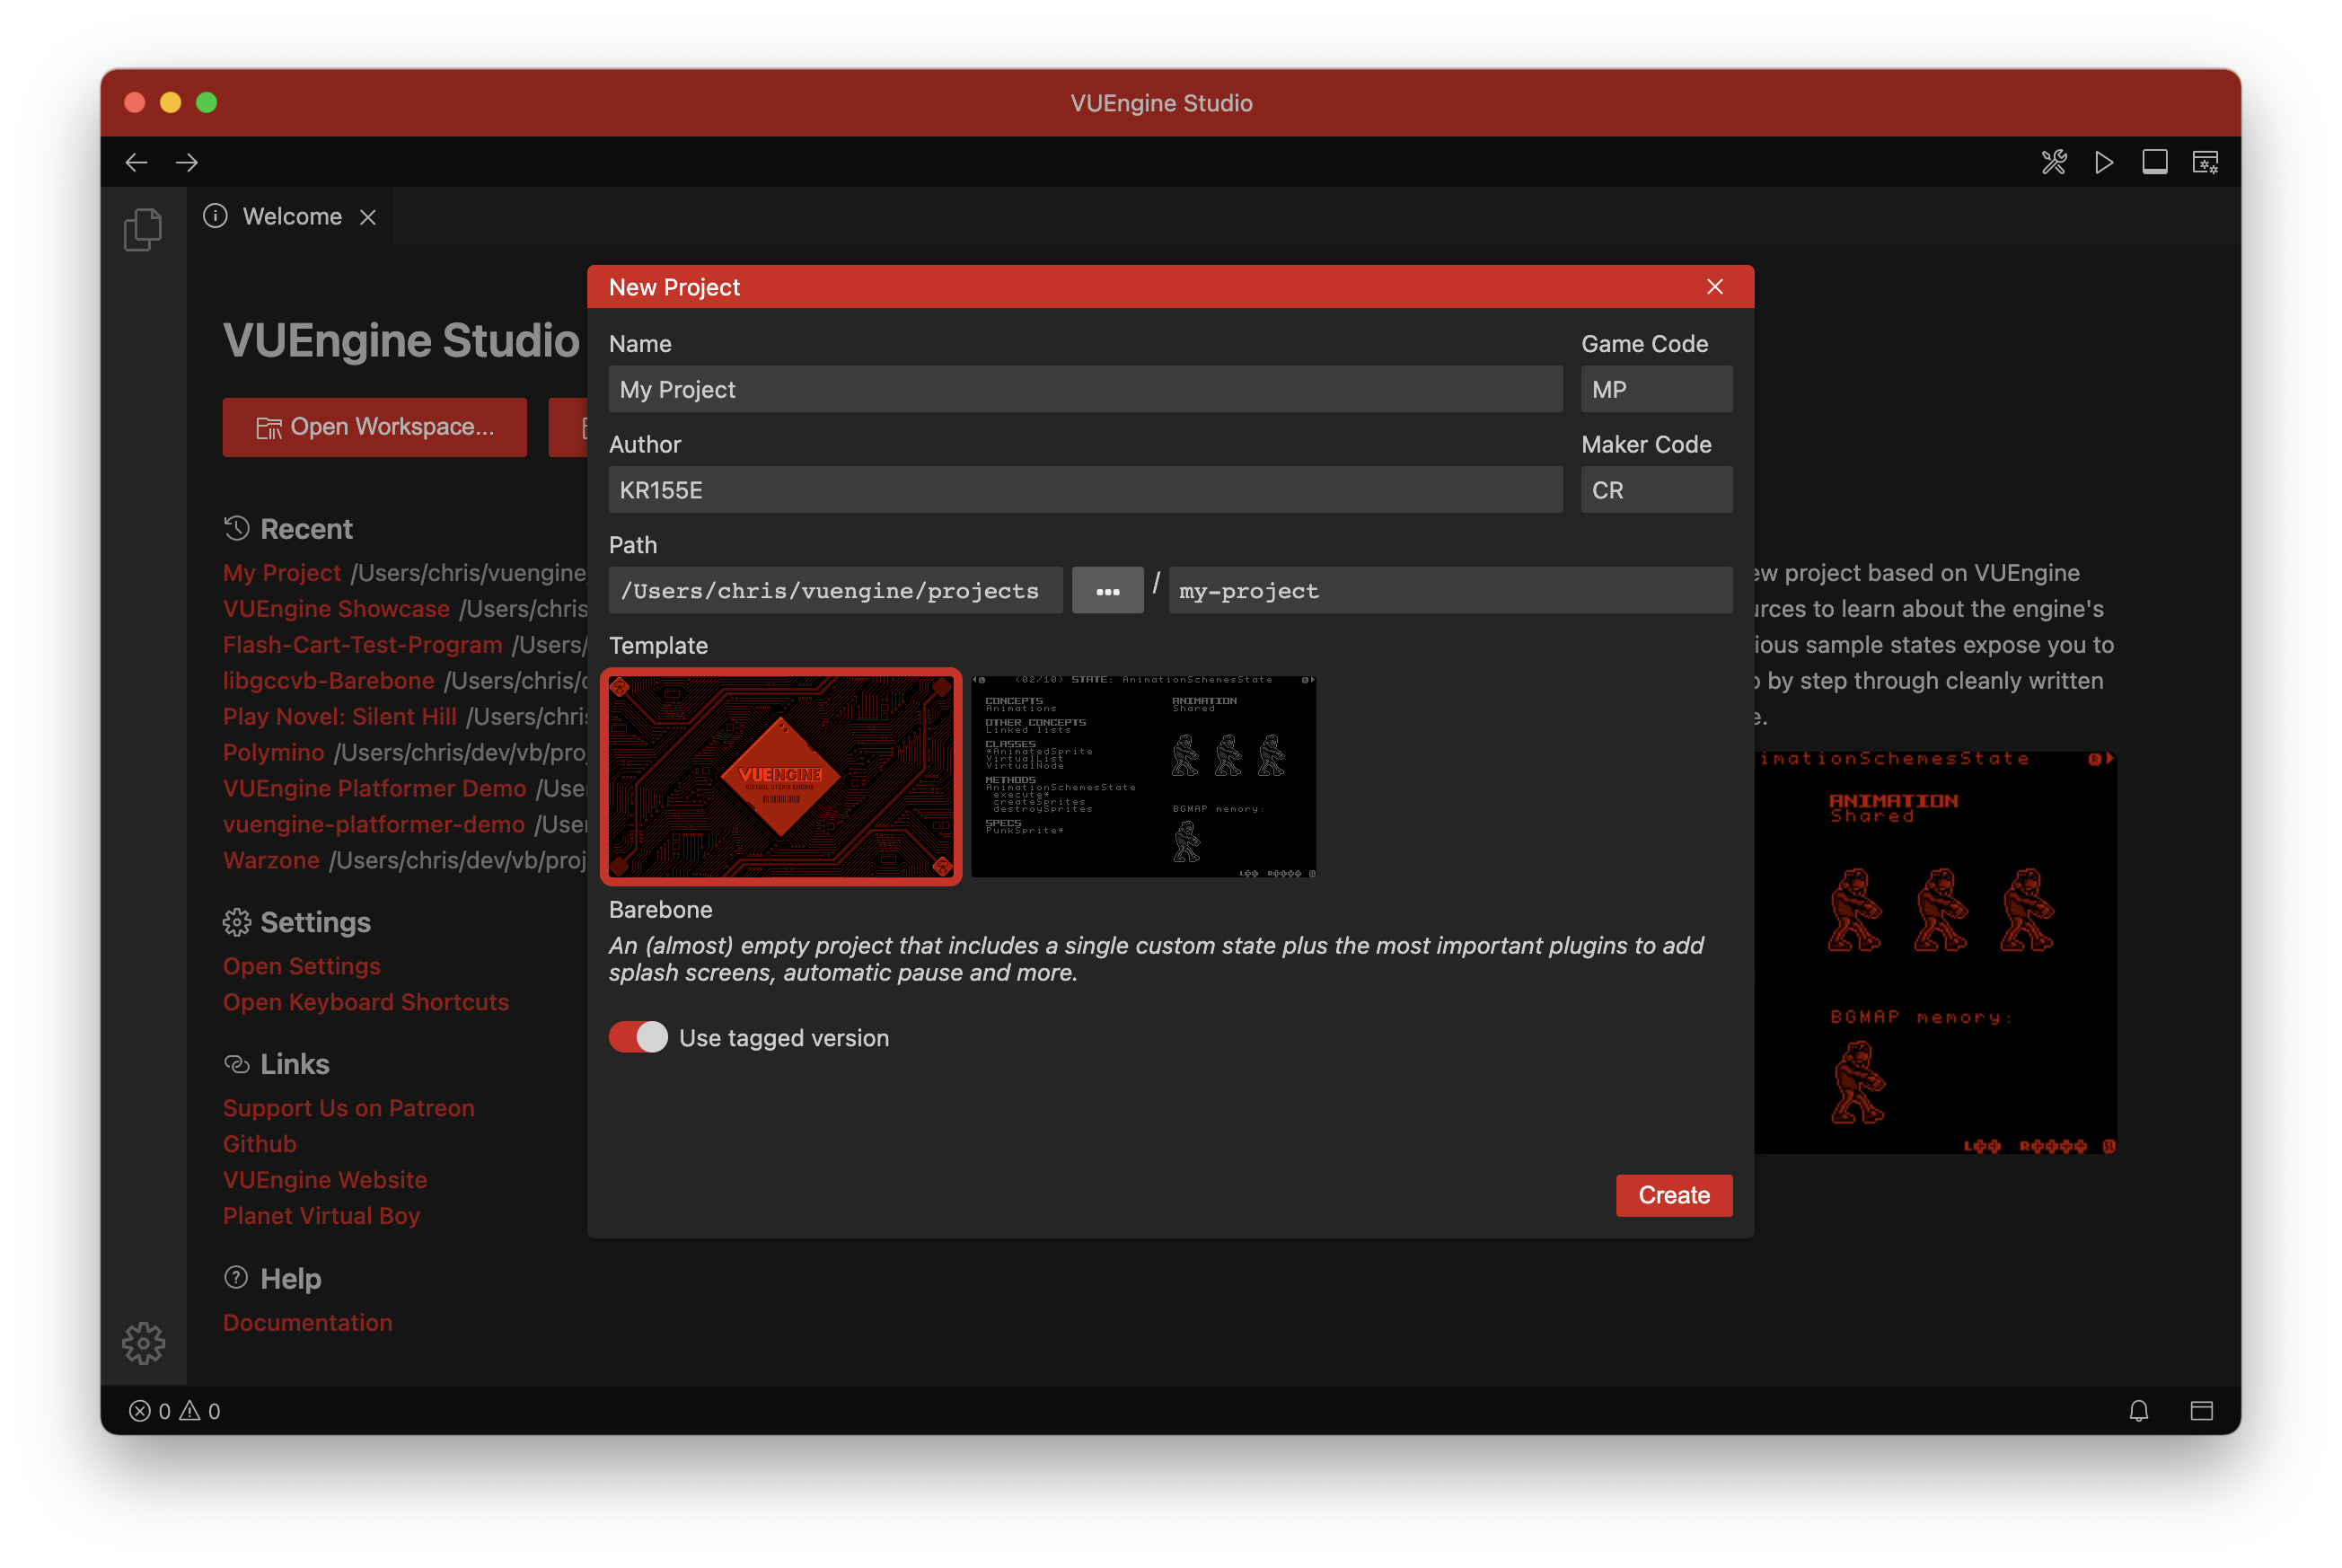 VUEngine Studio
Welcome
VUEngine Studio
Open Workspace...
Recent
My Project /Users/chris/vuengine
VUEngine Showcase /Users/chris
Flash-Cart-Test-Program /Users/
libgccvb-Barebone /Users/chris/
Play Novel: Silent Hill /Users/chris
Polymino /Users/chris/dev/vb/proj
VUEngine Platformer Demo /User
vuengine-platformer-demo /User
Warzone /Users/chris/dev/vb/proj
Settings
Open Settings
Open Keyboard Shortcuts
Links
Support Us on Patreon
Github
VUEngine Website
Planet Virtual Boy
Help
Documentation
New Project
Name
Game Code
My Project
MP
Author
Maker Code
KR155E
CR
Path
/Users/chris/vuengine/projects
...
/
my-project
Template
VUENGINE
VIRTUAL UTOPIA ENGINE
(02/10) STATE: AnimationSchemesState
CONCEPTS
Animations
OTHER CONCEPTS
Linked lists
CLASSES
*AnimatedSprite
VirtualList
VirtualNode
METHODS
AnimationSchemesState
execute*
createSprites
destroySprites
SPECS
PunkSprite*
ANIMATION
Shared
BGMAP memory:
Barebone
An (almost) empty project that includes a single custom state plus the most important plugins to add
splash screens, automatic pause and more.
Use tagged version
Create
ew project based on VUEngine
urces to learn about the engine's
ious sample states expose you to
by step through cleanly written
e.
imationSchemesState
ANIMATION
Shared
BGMAP memory:
0
0